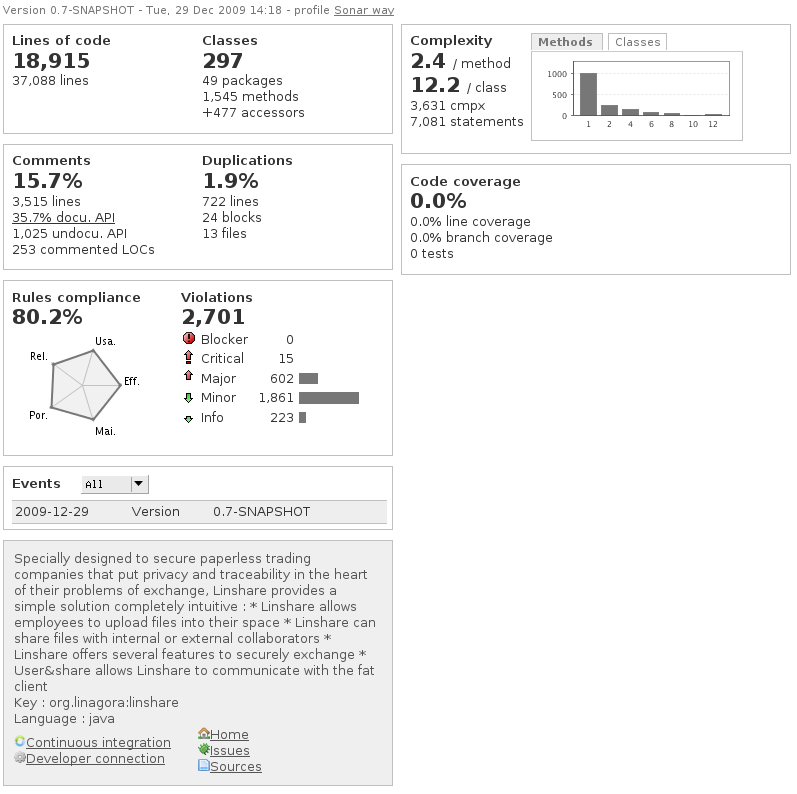 Version 0.7-SNAPSHOT - Tue, 29 Dec 2009 14:18 - profile Sonar way
Lines of code
18,915
37,088 lines
Classes
297
49 packages
1,545 methods
+477 accessors
Comments
15.7%
3,515 lines
35.7% docu. API
1,025 undocu. API
253 commented LOCs
Duplications
1.9%
722 lines
24 blocks
13 files
Rules compliance
80.2%
Usa.
Rel.
Eff.
Por.
Mai.
Violations
2,701
Blocker 0
Critical 15
Major 602
Minor 1,861
Info 223
Events All
2009-12-29 Version 0.7-SNAPSHOT
Specially designed to secure paperless trading
companies that put privacy and traceability in the heart
of their problems of exchange, Linshare provides a
simple solution completely intuitive : * Linshare allows
employees to upload files into their space * Linshare can
share files with internal or external collaborators *
Linshare offers several features to securely exchange *
User&share allows Linshare to communicate with the fat
client
Key : org.linagora:linshare
Language : java
Continuous integration
Developer connection
Home
Issues
Sources
Complexity
2.4 / method
12.2 / class
3,631 cmpx
7,081 statements
Methods Classes
1000
500
0
1 2 4 6 8 10 12
Code coverage
0.0%
0.0% line coverage
0.0% branch coverage
0 tests